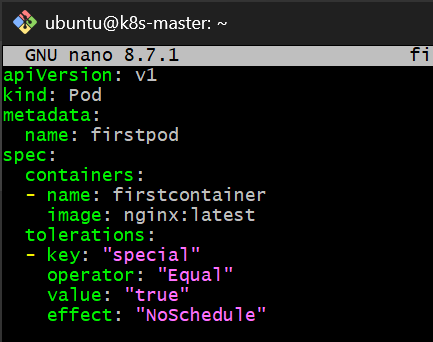 ubuntu@k8s-master: ~
GNU nano 8.7.1 fi
apiVersion: v1
kind: Pod
metadata:
  name: firstpod
spec:
  containers:
  - name: firstcontainer
    image: nginx:latest
  tolerations:
  - key: "special"
    operator: "Equal"
    value: "true"
    effect: "NoSchedule"